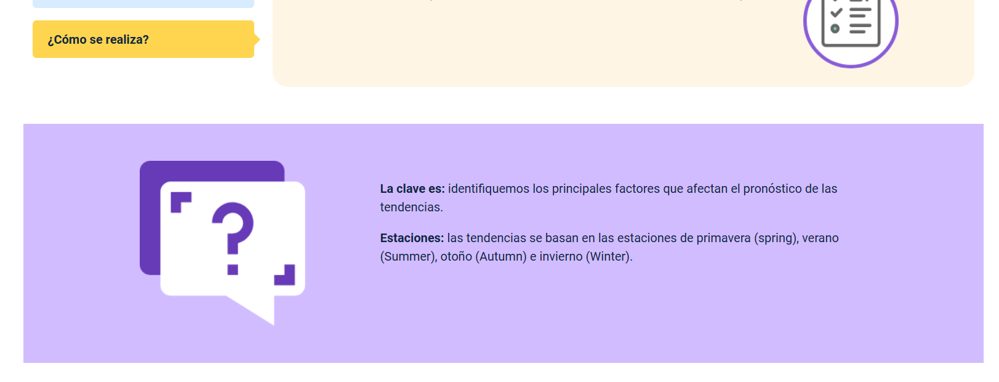 ¿Cómo se realiza?
La clave es: identifiquemos los principales factores que afectan el pronóstico de las
tendencias.
Estaciones: las tendencias se basan en las estaciones de primavera (spring), verano
(Summer), otoño (Autumn) e invierno (Winter).